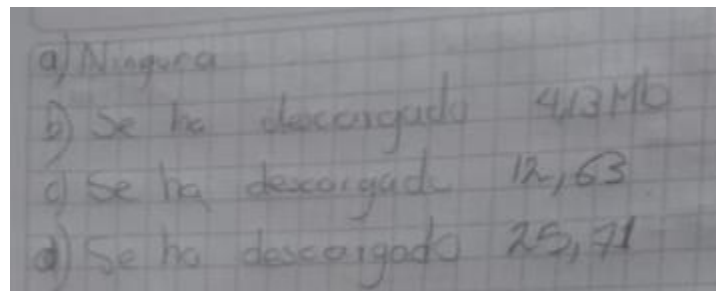 a) Ninguna
b) Se ha descargado 4,13 Mb
c) Se ha descargado 12,63
d) Se ha descargado 25,71